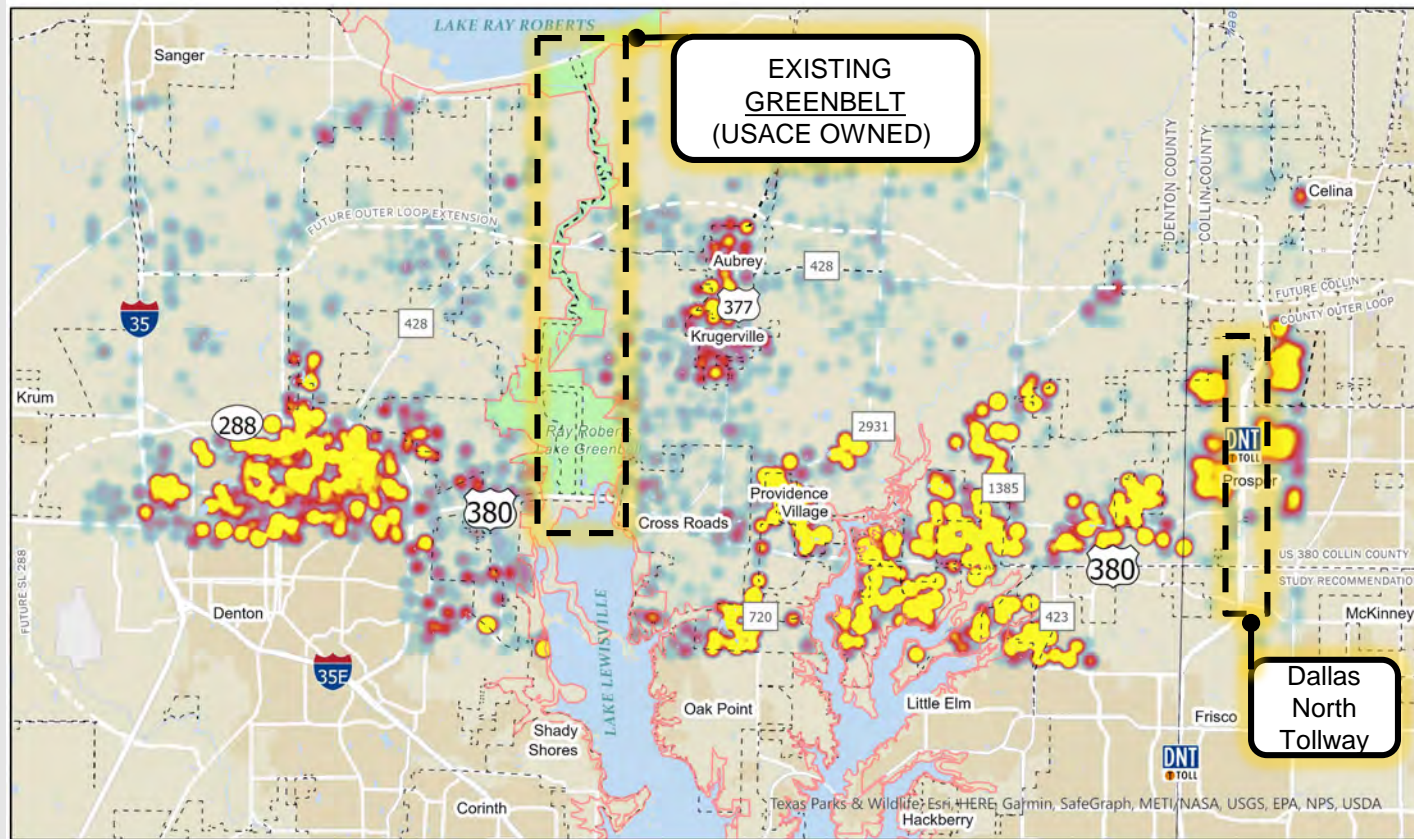 LAKE RAY ROBERTS
Sanger
EXISTING
GREENBELT
(USACE OWNED)
DENTON COUNTY
COLLIN COUNTY
Celina
FUTURE OUTER LOOP EXTENSION
Aubrey
428
377
FUTURE COLLIN
COUNTY OUTER LOOP
35
428
Krugerville
Krum
288
2931
Ray Roberts
Lake Greenbelt
DNT
TOLL
Prosper
380
Providence
Village
1385
Cross Roads
380
US 380 COLLIN COUNTY
STUDY RECOMMENDATIO
FUTURE SL 288
Denton
720
423
McKinney
35E
LAKE LEWISVILLE
Dallas
North
Tollway
Oak Point
Little Elm
Frisco
Shady
Shores
DNT
TOLL
Corinth
Texas Parks & Wildlife, Esri, HERE, Garmin, SafeGraph, METI/NASA, USGS, EPA, NPS, USDA
Hackberry